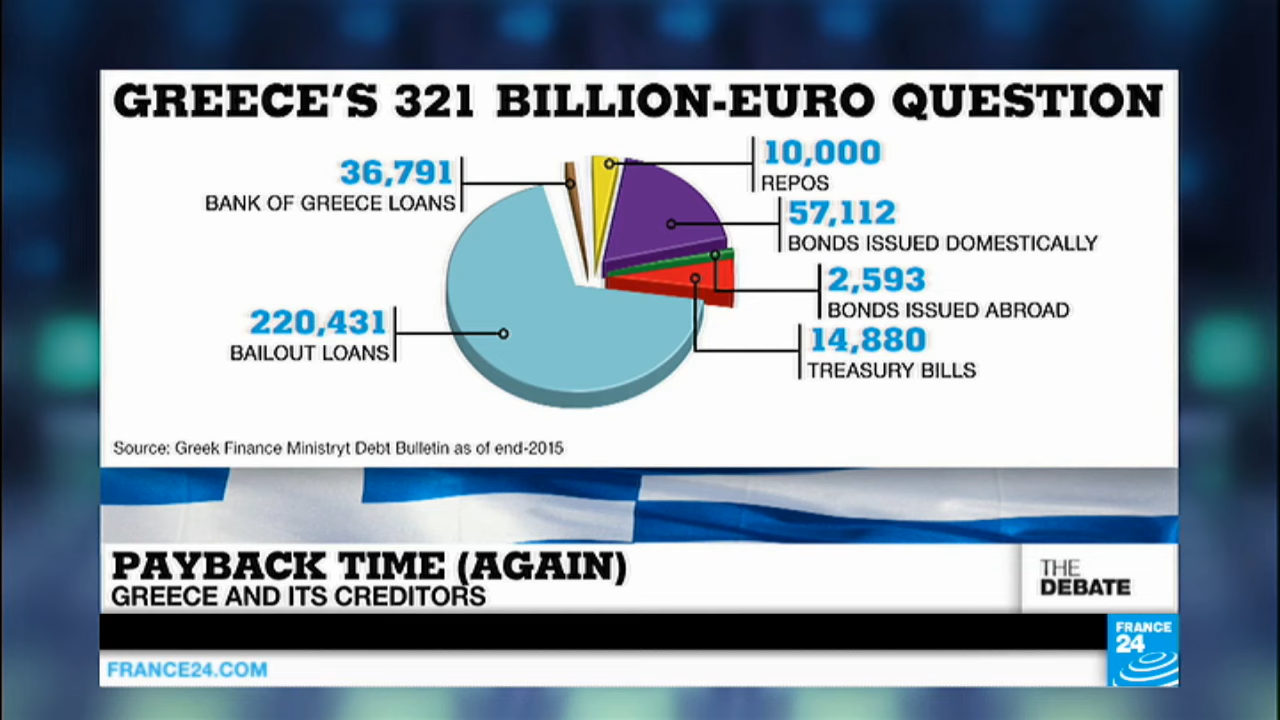 GREECE'S 321 BILLION-EURO QUESTION
36,791
BANK OF GREECE LOANS
10,000
REPOS
57,112
BONDS ISSUED DOMESTICALLY
2,593
BONDS ISSUED ABROAD
220,431
BAILOUT LOANS
14,880
TREASURY BILLS
Source: Greek Finance Ministryt Debt Bulletin as of end-2015
PAYBACK TIME (AGAIN)
GREECE AND ITS CREDITORS
THE
DEBATE
FRANCE
24
FRANCE24.COM